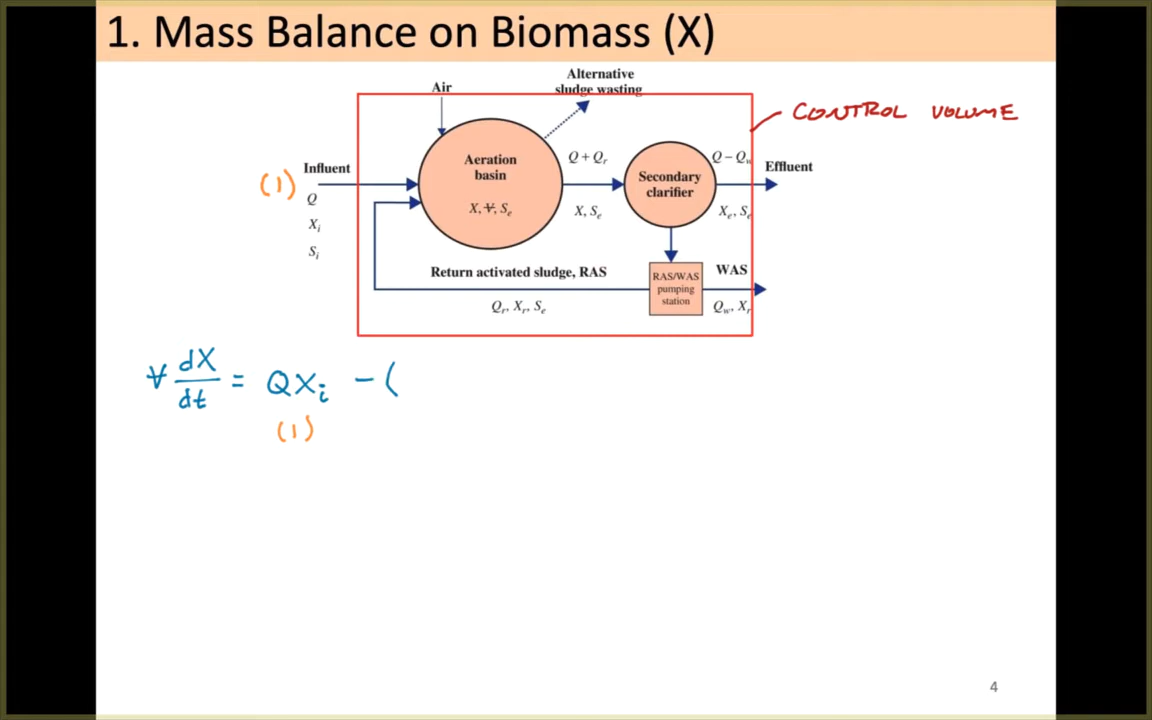 1. Mass Balance on Biomass (X)
Alternative
sludge wasting
Air
CONTROL VOLUME
Q + Qr
Q − Qw
Aeration
basin
Influent
Effluent
Secondary
clarifier
(1)
Q
X, V, Se
X, Se
Xe, Se
Xi
Si
Return activated sludge, RAS
WAS
RAS/WAS
pumping
station
Qr, Xr, Se
Qw, Xr
V dX/dt = QXi − (
(1)
4